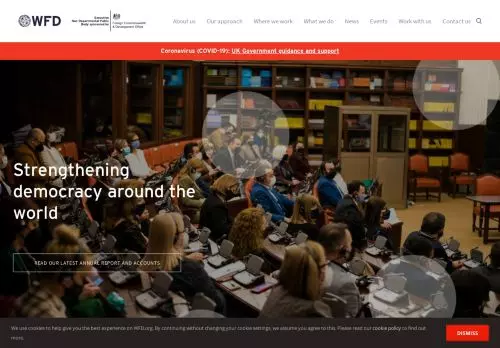 WFD
Executive
Non-Departmental Public
Body sponsored by
Foreign, Commonwealth
& Development Office
About us
Our approach
Where we work
What we do
News
Events
Work with us
Contact us
Coronavirus (COVID-19): UK Government guidance and support
Strengthening
democracy around the
world
READ OUR LATEST ANNUAL REPORT AND ACCOUNTS
We use cookies to help give you the best experience on WFD.org. By continuing without changing your cookie settings, we assume you agree to this. Please read our cookie policy to find out
more.
DISMISS